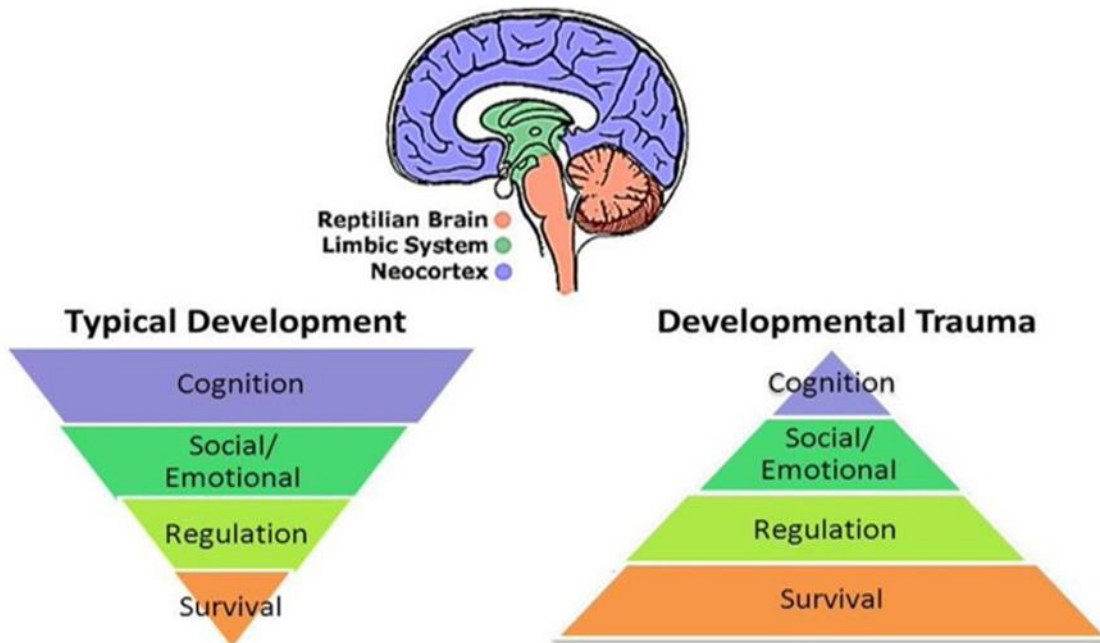 Reptilian Brain
Limbic System
Neocortex
Typical Development
Cognition
Social/
Emotional
Regulation
Survival
Developmental Trauma
Cognition
Social/
Emotional
Regulation
Survival